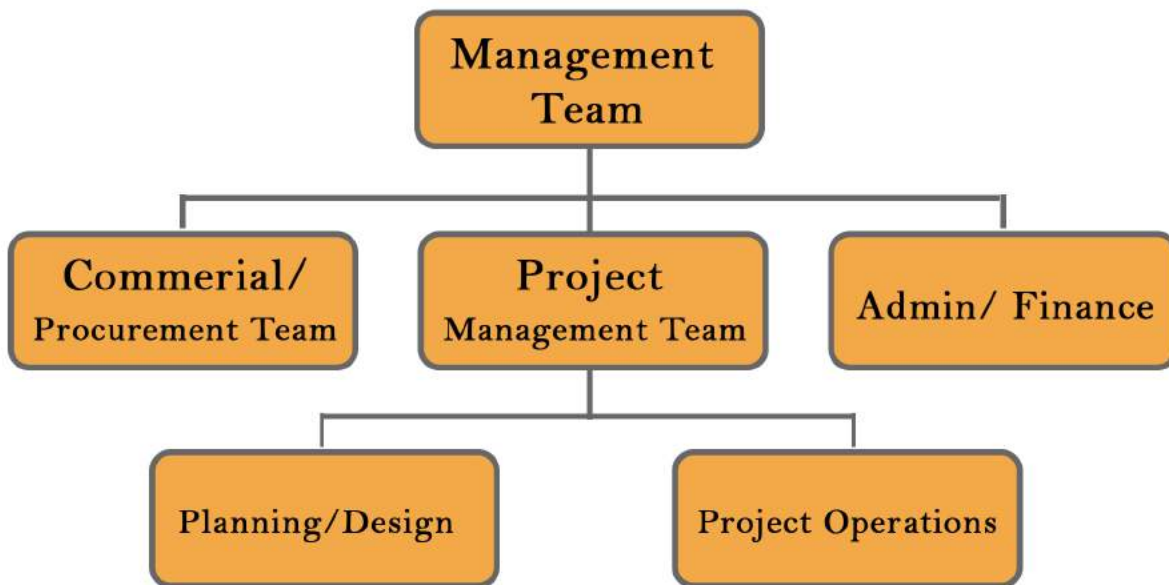 Management
Team
Commerial/
Procurement Team
Project
Management Team
Admin/ Finance
Planning/Design
Project Operations